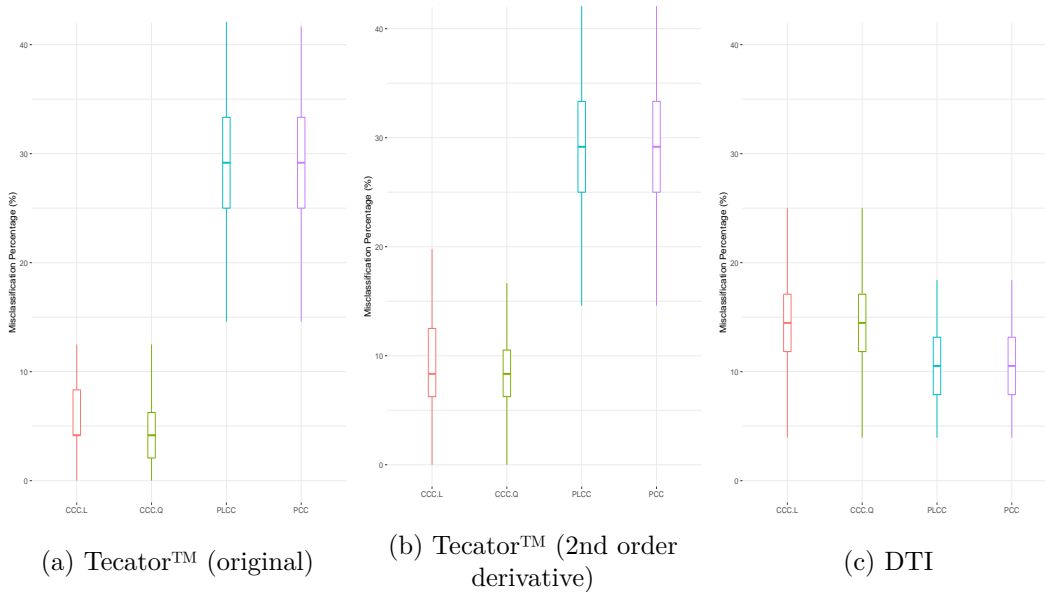 Misclassification Percentage (%)
40
30
20
10
0
CCC.L CCC.Q PLCC PCC
(a) Tecator™ (original)
Misclassification Percentage (%)
40
30
20
10
0
CCC.L CCC.Q PLCC PCC
(b) Tecator™ (2nd order
derivative)
Misclassification Percentage (%)
40
30
20
10
0
CCC.L CCC.Q PLCC PCC
(c) DTI